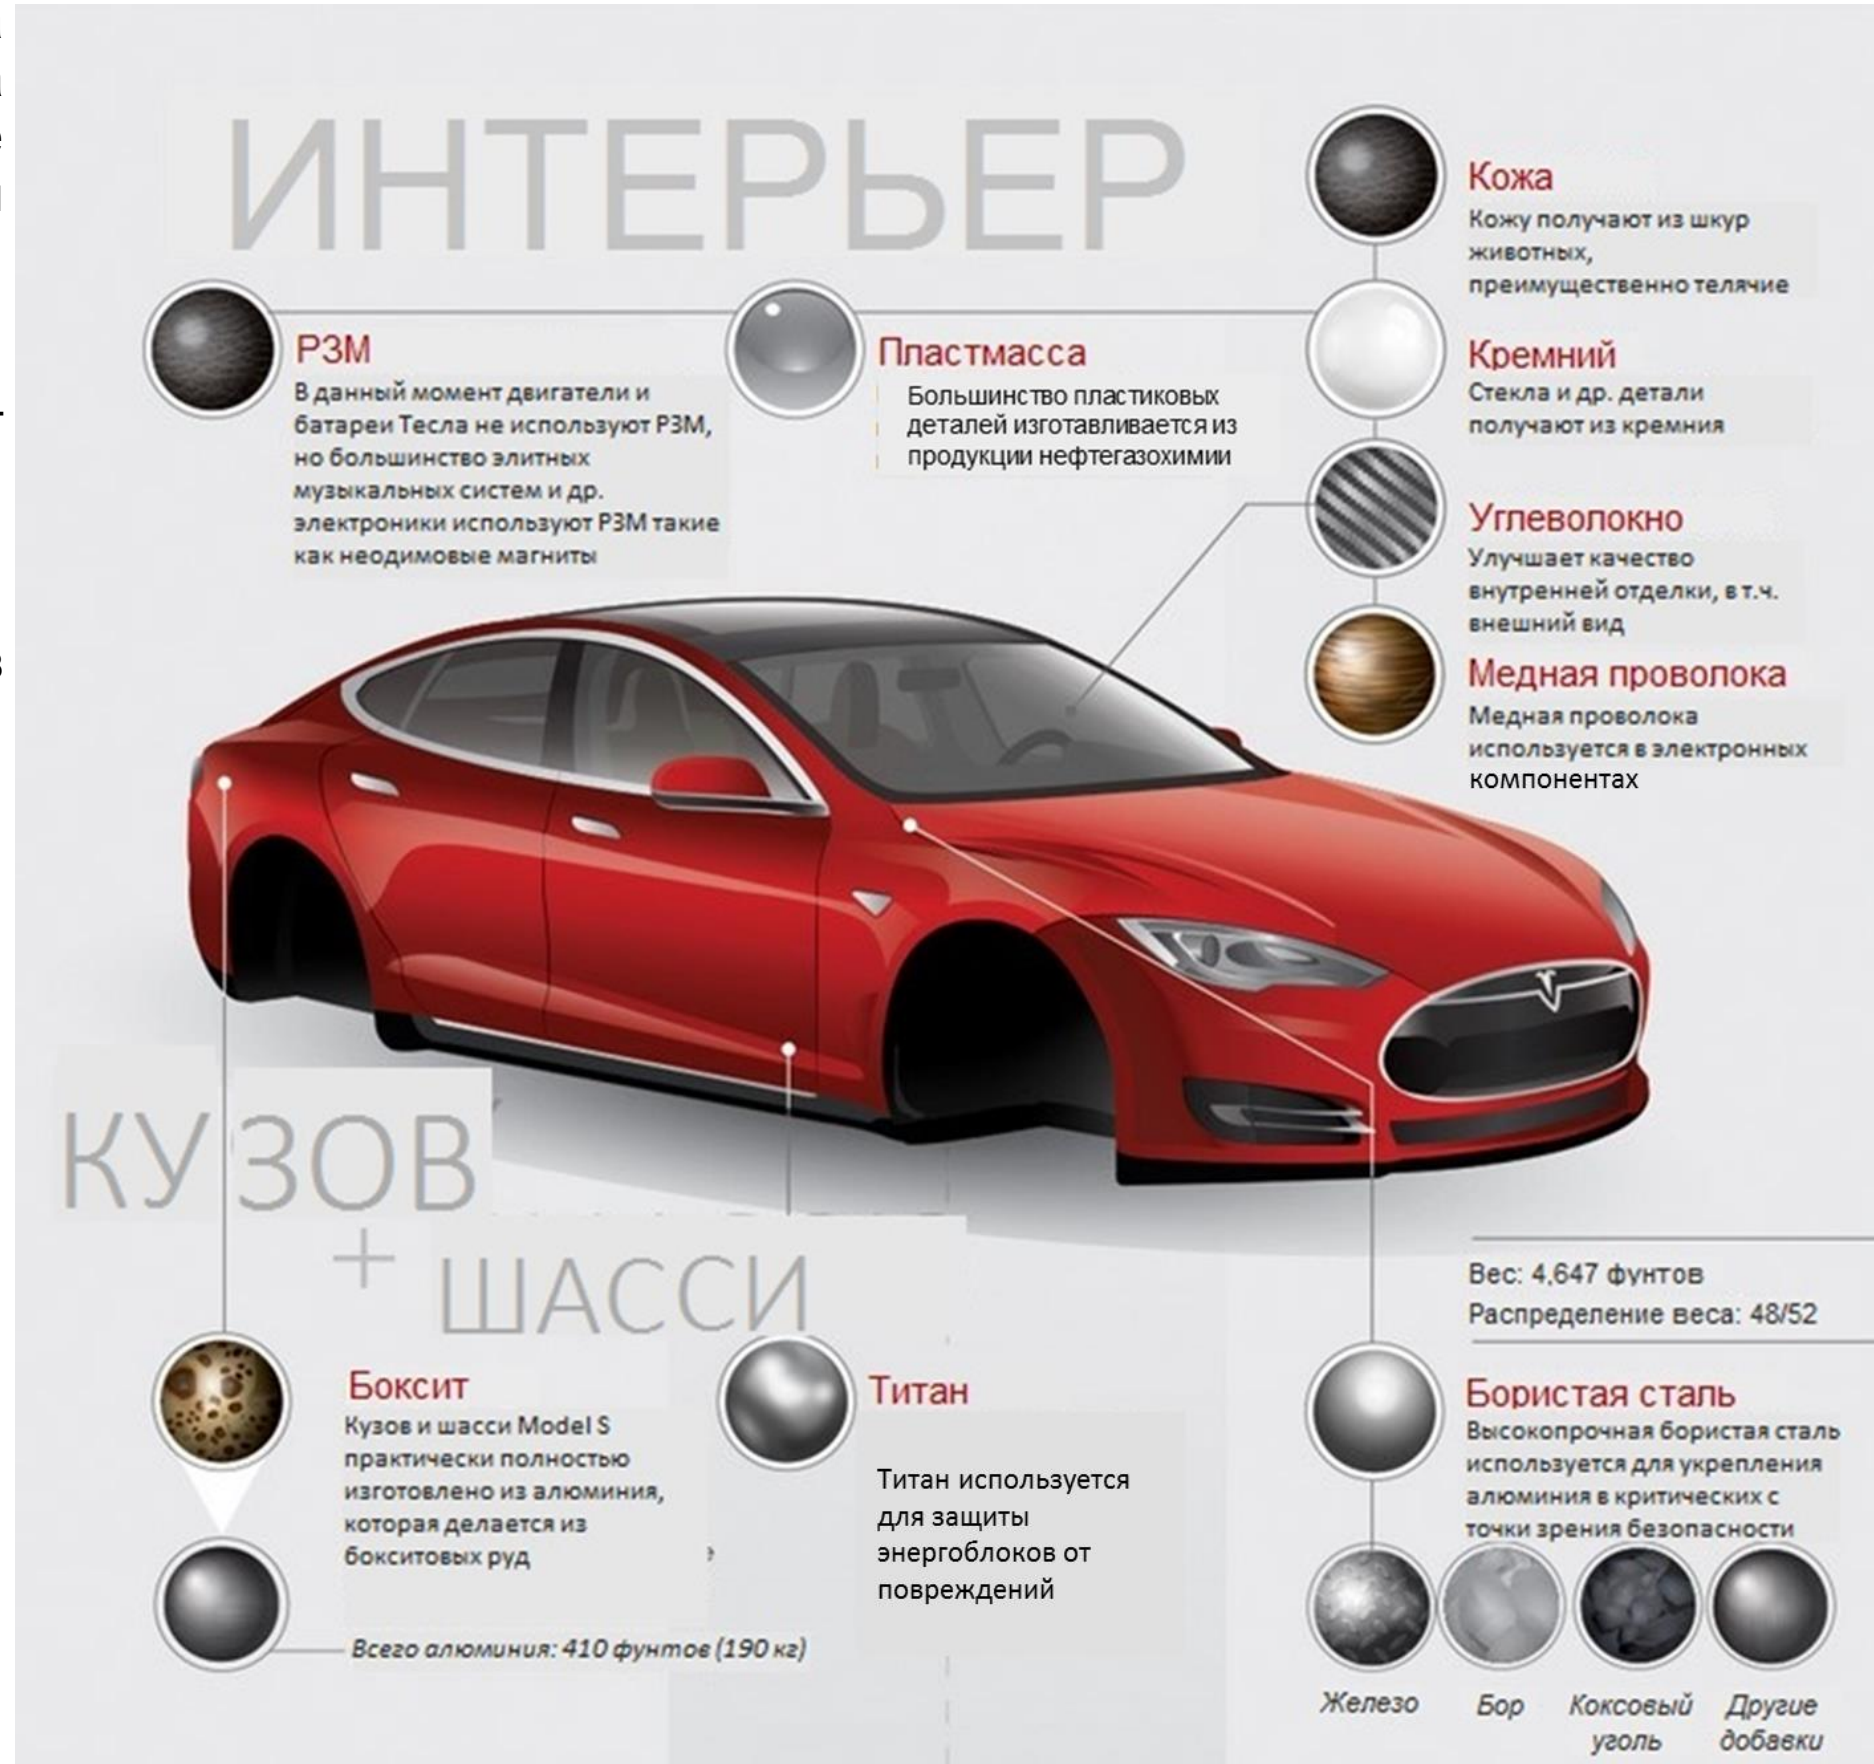 ИНТЕРЬЕР
Кожа
Кожу получают из шкур
животных,
преимущественно телячие
РЗМ
В данный момент двигатели и
батареи Тесла не используют РЗМ,
но большинство элитных
музыкальных систем и др.
электроники используют РЗМ такие
как неодимовые магниты
Пластмасса
Большинство пластиковых
деталей изготавливается из
продукции нефтегазохимии
Кремний
Стекла и др. детали
получают из кремния
Углеволокно
Улучшает качество
внутренней отделки, в т.ч.
внешний вид
Медная проволока
Медная проволока
используется в электронных
компонентах
КУЗОВ
+ ШАССИ
Вес: 4,647 фунтов
Распределение веса: 48/52
Боксит
Кузов и шасси Model S
практически полностью
изготовлено из алюминия,
которая делается из
бокситовых руд
Всего алюминия: 410 фунтов (190 кг)
Титан
Титан используется
для защиты
энергоблоков от
повреждений
Бористая сталь
Высокопрочная бористая сталь
используется для укрепления
алюминия в критических с
точки зрения безопасности
Железо
Бор
Коксовый
уголь
Другие
добавки